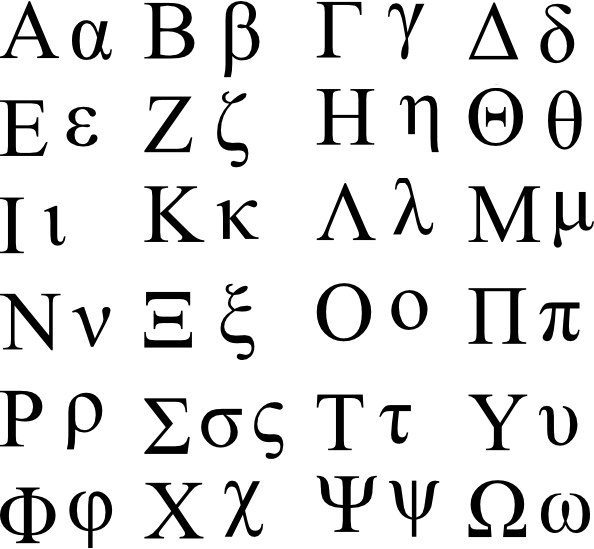 Α α Β β Γ γ Δ δ
Ε ε Ζ ζ Η η Θ θ
Ι ι Κ κ Λ λ Μ μ
Ν ν Ξ ξ Ο ο Π π
Ρ ρ Σ σ ς Τ τ Υ υ
Φ φ Χ χ Ψ ψ Ω ω